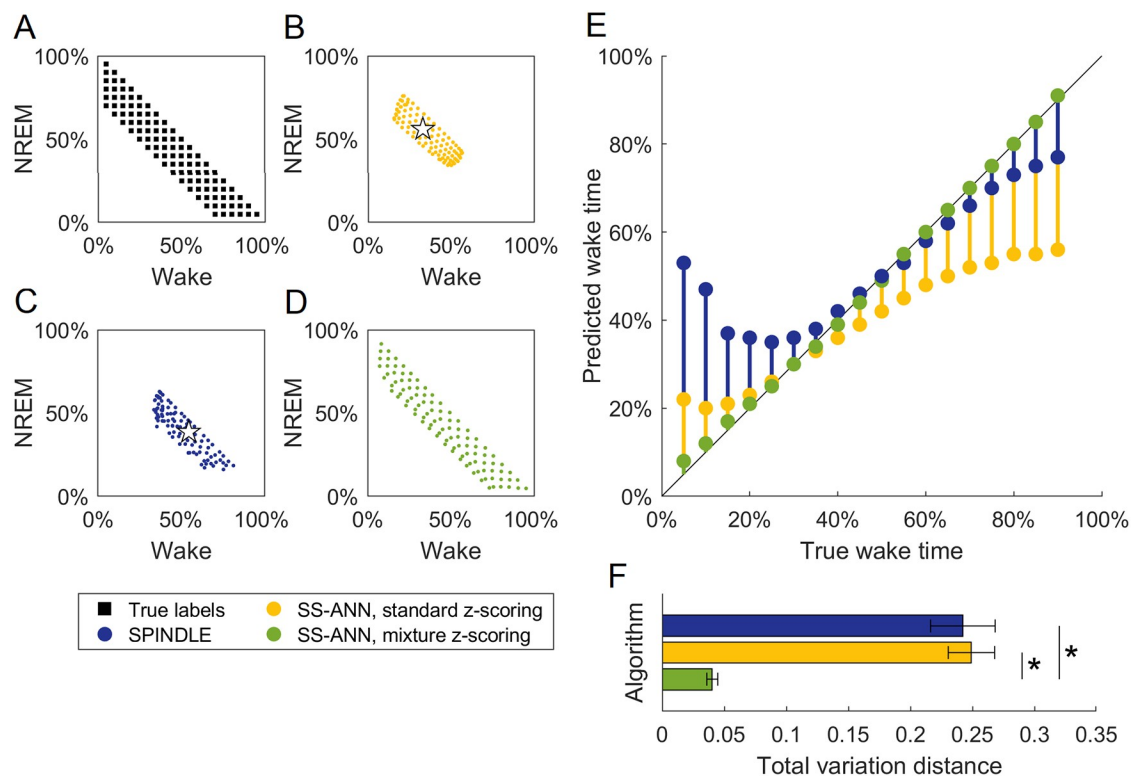 A
100%
NREM
50%
0%
0%
50%
100%
Wake
B
100%
NREM
50%
0%
0%
50%
100%
Wake
C
100%
NREM
50%
0%
0%
50%
100%
Wake
D
100%
NREM
50%
0%
0%
50%
100%
Wake
True labels
SPINDLE
SS-ANN, standard z-scoring
SS-ANN, mixture z-scoring
E
Predicted wake time
80%
60%
40%
20%
0%
0%
20%
40%
60%
80%
100%
True wake time
F
Algorithm
*
*
0
0.05
0.1
0.15
0.2
0.25
0.3
0.35
Total variation distance